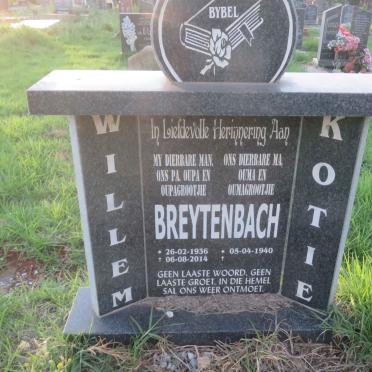 BYBEL
In Liefdevolle Herinnering Aan
WILLEM
MY DIERBARE MAN,
ONS PA, OUPA EN
OUPAGROOTJIE
ONS DIERBARE MA,
OUMA EN
OUMAGROOTJIE
KOTIE
BREYTENBACH
* 26-02-1936
† 06-08-2014
* 05-04-1940
†
GEEN LAASTE WOORD, GEEN
LAASTE GROET, IN DIE HEMEL
SAL ONS WEER ONTMOET.